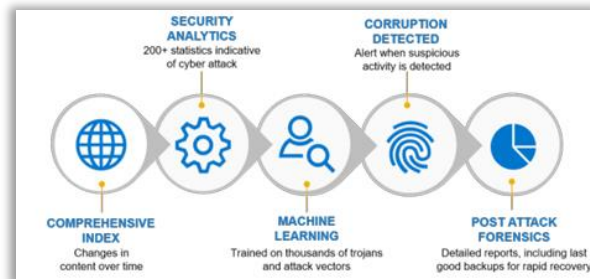 SECURITY
ANALYTICS
200+ statistics indicative
of cyber attack
CORRUPTION
DETECTED
Alert when suspicious
activity is detected
COMPREHENSIVE
INDEX
Changes in
content over time
MACHINE
LEARNING
Trained on thousands of trojans
and attack vectors
POST ATTACK
FORENSICS
Detailed reports, including last
good backups for rapid recovery